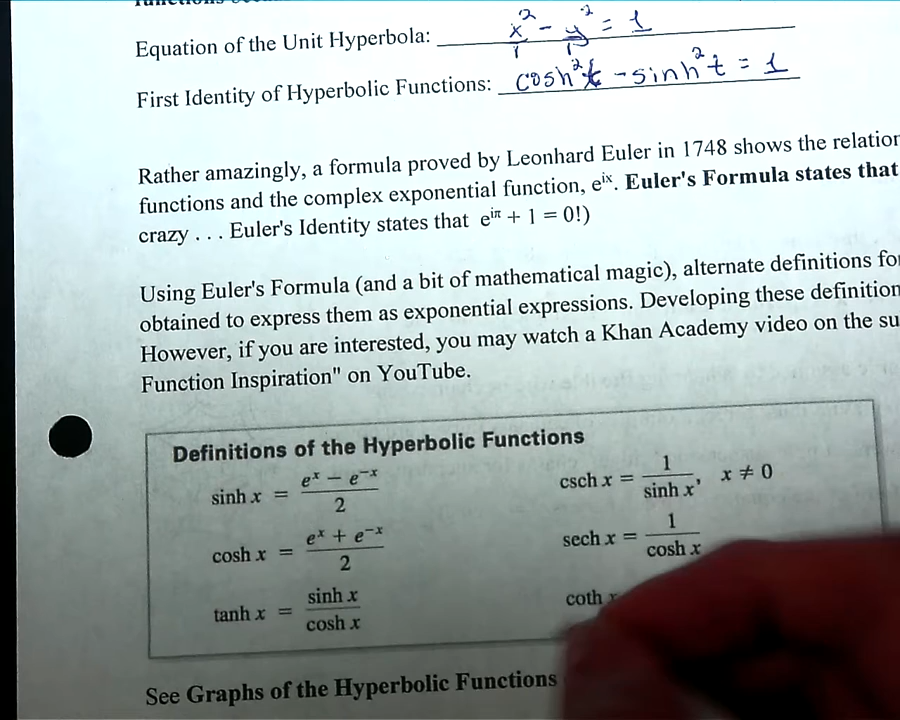 Equation of the Unit Hyperbola: x²/1 - y²/1 = 1
First Identity of Hyperbolic Functions: cosh²t - sinh²t = 1
Rather amazingly, a formula proved by Leonhard Euler in 1748 shows the
functions and the complex exponential function, e^{ix}. Euler's Formula states that
crazy . . . Euler's Identity states that e^{iπ} + 1 = 0!)
Using Euler's Formula (and a bit of mathematical magic), alternate definitions
obtained to express them as exponential expressions. Developing these
However, if you are interested, you may watch a Khan Academy video on the
Function Inspiration" on YouTube.
Definitions of the Hyperbolic Functions
sinh x = (e^x − e^{−x})/2
csch x = 1/sinh x, x ≠ 0
cosh x = (e^x + e^{−x})/2
sech x = 1/cosh x
tanh x = sinh x/cosh x
coth
See Graphs of the Hyperbolic Functions